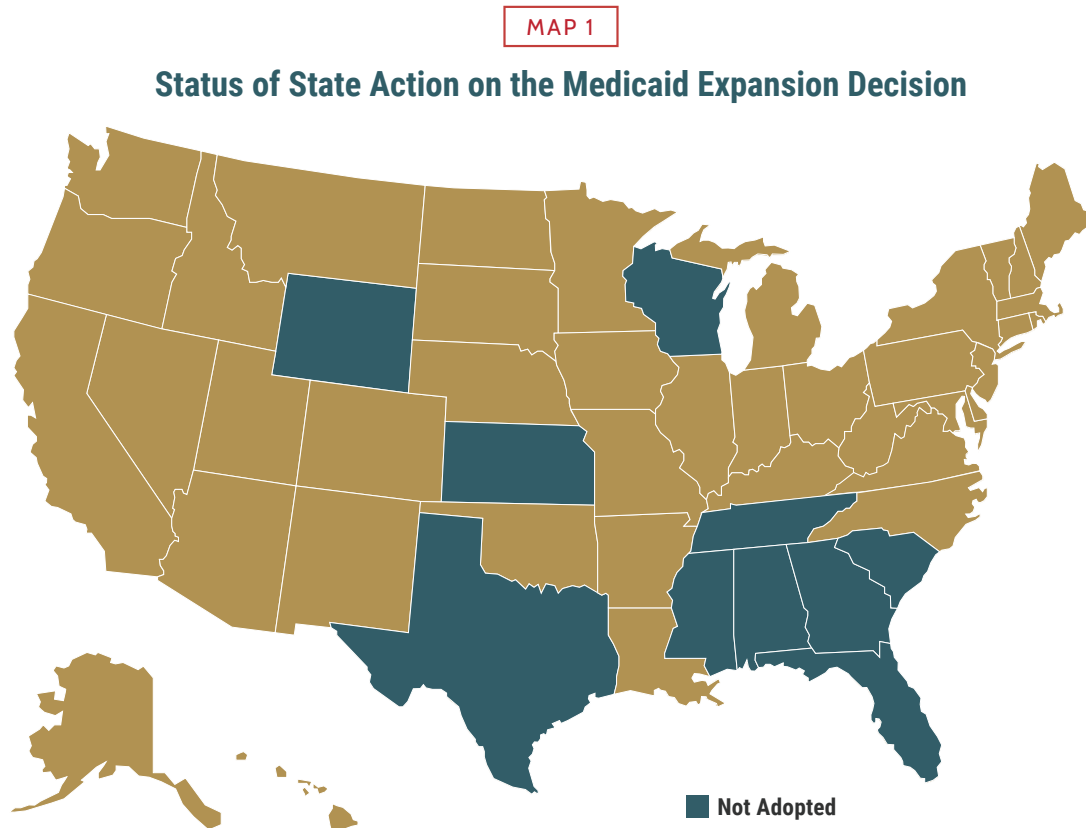 MAP 1
Status of State Action on the Medicaid Expansion Decision
Not Adopted